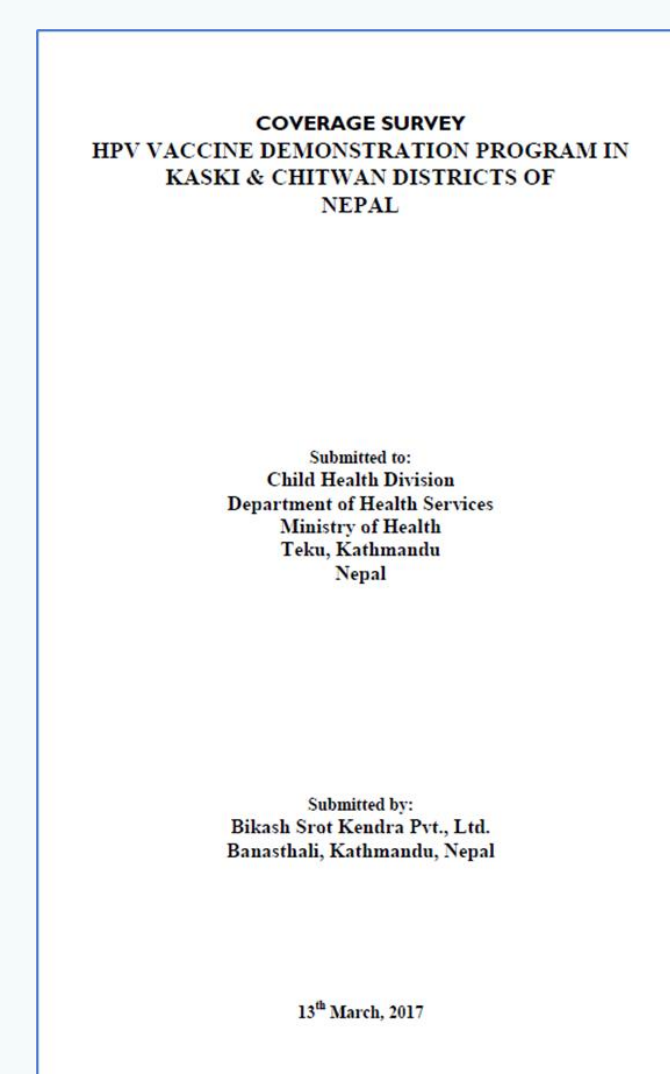 COVERAGE SURVEY
HPV VACCINE DEMONSTRATION PROGRAM IN
KASKI & CHITWAN DISTRICTS OF
NEPAL
Submitted to:
Child Health Division
Department of Health Services
Ministry of Health
Teku, Kathmandu
Nepal
Submitted by:
Bikash Srot Kendra Pvt., Ltd.
Banasthali, Kathmandu, Nepal
13th March, 2017